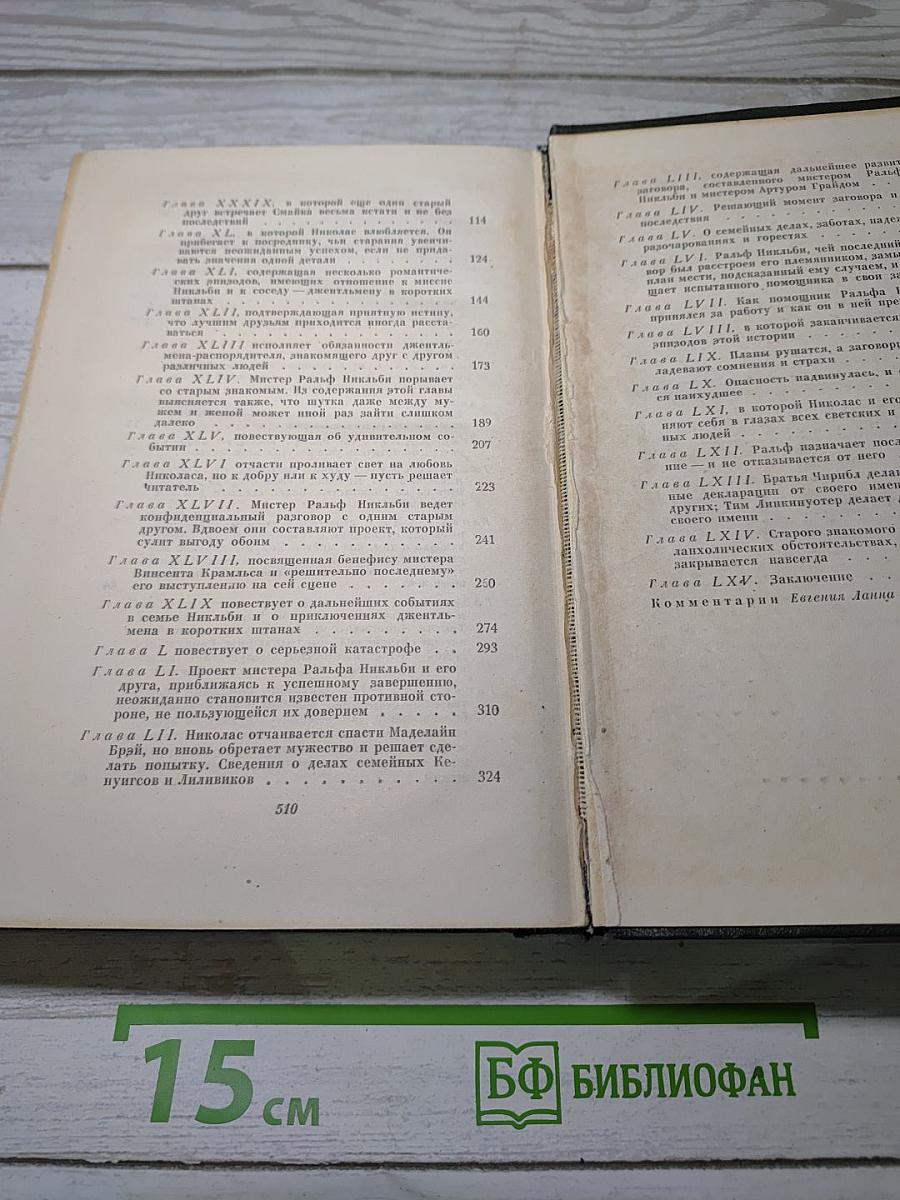 Глава XXXIX, в которой еще один старый
друг встречает Смайка весьма кстати и не без
последствий . . . . . . . . . . . . 114
Глава XL, в которой Николас влюбляется. Он
прибегает к посреднику, чьи старания увенчи-
ваются неожиданным успехом, если не прида-
вать значения одной детали . . . . . . 124
Глава XLI, содержащая несколько романтиче-
ских эпизодов, имеющих отношение к миссис
Никльби и к соседу — джентльмену в коротких
штанах . . . . . . . . . . . . . . 144
Глава XLII, подтверждающая приятную истину,
что лучшим друзьям приходится иногда расста-
ваться . . . . . . . . . . . . . . 160
Глава XLIII исполняет обязанности джентль-
мена-распорядителя, знакомящего друг с другом
различных людей . . . . . . . . . . 173
Глава XLIV. Мистер Ральф Никльби порывает
со старым знакомым. Из содержания этой главы
выясняется также, что шутка даже между му-
жем и женой может иной раз зайти слишком
далеко . . . . . . . . . . . . . . 189
Глава XLV, повествующая об удивительном со-
бытии . . . . . . . . . . . . . . 207
Глава XLVI отчасти проливает свет на любовь
Николаса, но к добру или к худу — пусть решает
читатель . . . . . . . . . . . . . 223
Глава XLVII. Мистер Ральф Никльби ведет
конфиденциальный разговор с одним старым
другом. Вдвоем они составляют проект, который
сулит выгоду обоим . . . . . . . . . 241
Глава XLVIII, посвященная бенефису мистера
Винсента Крамльса и «решительно последнему»
его выступлению на сей сцене . . . . . . 260
Глава XLIX повествует о дальнейших событиях
в семье Никльби и о приключениях джентль-
мена в коротких штанах . . . . . . . . 274
Глава L повествует о серьезной катастрофе . . 293
Глава LI. Проект мистера Ральфа Никльби и его
друга, приближаясь к успешному завершению,
неожиданно становится известен противной сто-
роне, не пользующейся их доверием . . . . . 310
Глава LII. Николас отчаивается спасти Маделайн
Брэй, но вновь обретает мужество и решает сде-
лать попытку. Сведения о делах семейных Ке-
нуигсов и Лиливиков . . . . . . . . . . 324
510
Глава LIII, содержащая дальнейшее развит
заговора, составленного мистером Раль
Никльби и мистером Артуром Грайдом . .
Глава LIV. Решающий момент заговора и
последствия . . . . . . . . .
Глава LV. О семейных делах, заботах, наде
разочарованиях и горестях . . . .
Глава LVI. Ральф Никльби, чей последний
вор был расстроен его племянником, замы
план мести, подсказанный ему случаем, и
щает испытанного помощника в свои за
Глава LVII. Как помощник Ральфа Н
принялся за работу и как он в ней пре
Глава LVIII, в которой заканчивается
эпизодов этой истории . . . . .
Глава LIX. Планы рушатся, а заговорщ
ладевают сомнения и страхи . . .
Глава LX. Опасность надвинулась, и
ся наихудшее . . . . . . . .
Глава LXI, в которой Николас и его
няют себя в глазах всех светских и
ных людей . . . . . . . . .
Глава LXII. Ральф назначает посл
ние — и не отказывается от него
Глава LXIII. Братья Чирибл делаю
ные декларации от своего имен
других; Тим Линкинуотер делает д
своего имени . . . . . . .
Глава LXIV. Старого знакомого
ланхолических обстоятельствах,
закрывается навсегда . . .
Глава LXV. Заключение . .
Комментарии Евгения Ланна
15 см
БФ БИБЛИОФАН